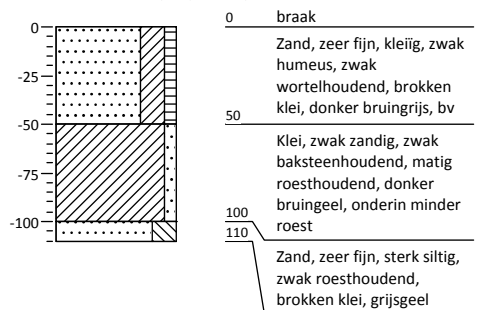 0
-25
-50
-75
-100
0 braak
Zand, zeer fijn, kleiïg, zwak
humeus, zwak
wortelhoudend, brokken
klei, donker bruingrijs, bv
50
Klei, zwak zandig, zwak
baksteenhoudend, matig
roesthoudend, donker
bruingeel, onderin minder
roest
100
110
Zand, zeer fijn, sterk siltig,
zwak roesthoudend,
brokken klei, grijsgeel